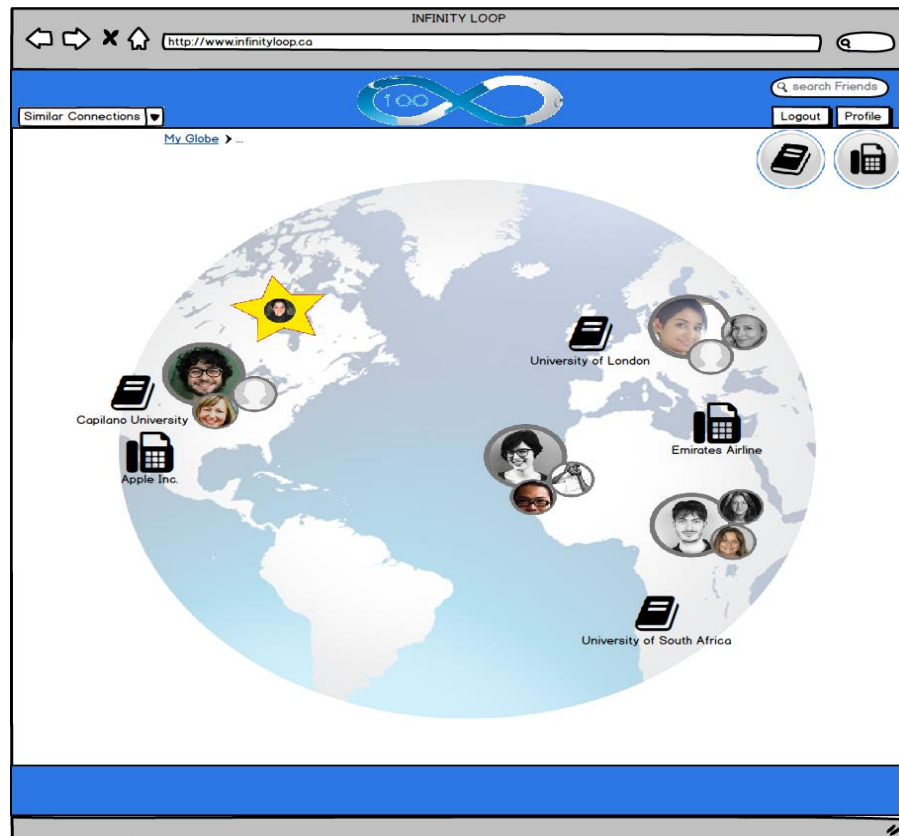 INFINITY LOOP
http://www.infinityloop.ca
100
search Friends
Similar Connections
Logout
Profile
My Globe > ...
University of London
Capilano University
Emirates Airline
Apple Inc.
University of South Africa